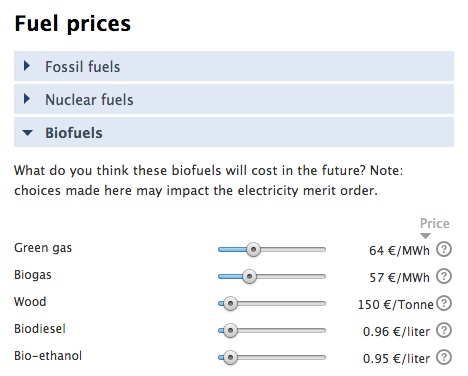 Fuel prices
Fossil fuels
Nuclear fuels
Biofuels
What do you think these biofuels will cost in the future? Note:
choices made here may impact the electricity merit order.
Price
Green gas 64 €/MWh ?
Biogas 57 €/MWh ?
Wood 150 €/Tonne ?
Biodiesel 0.96 €/liter ?
Bio-ethanol 0.95 €/liter ?